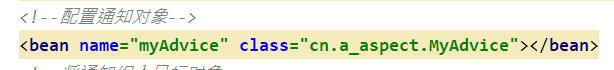 <!--配置通知对象-->
<bean name="myAdvice" class="cn.a_aspect.MyAdvice"></bean>